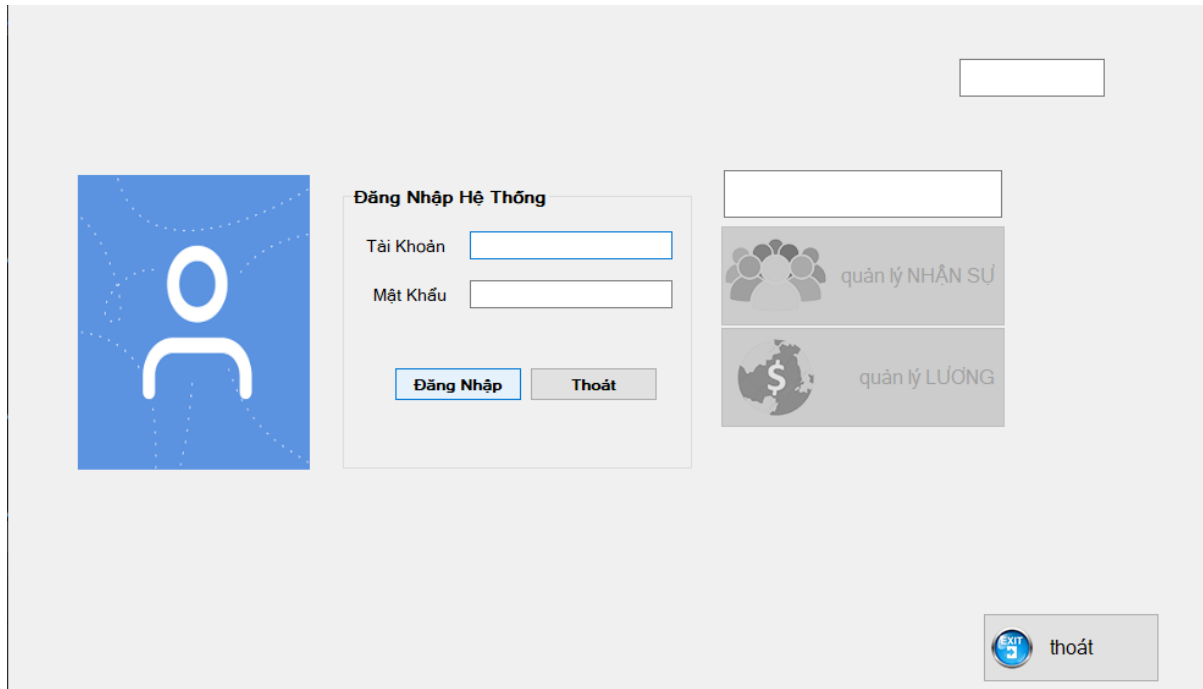 Đăng Nhập Hệ Thống
Tài Khoản
Mật Khẩu
Đăng Nhập
Thoát
quản lý NHÂN SỰ
$
quản lý LƯƠNG
EXIT
thoát